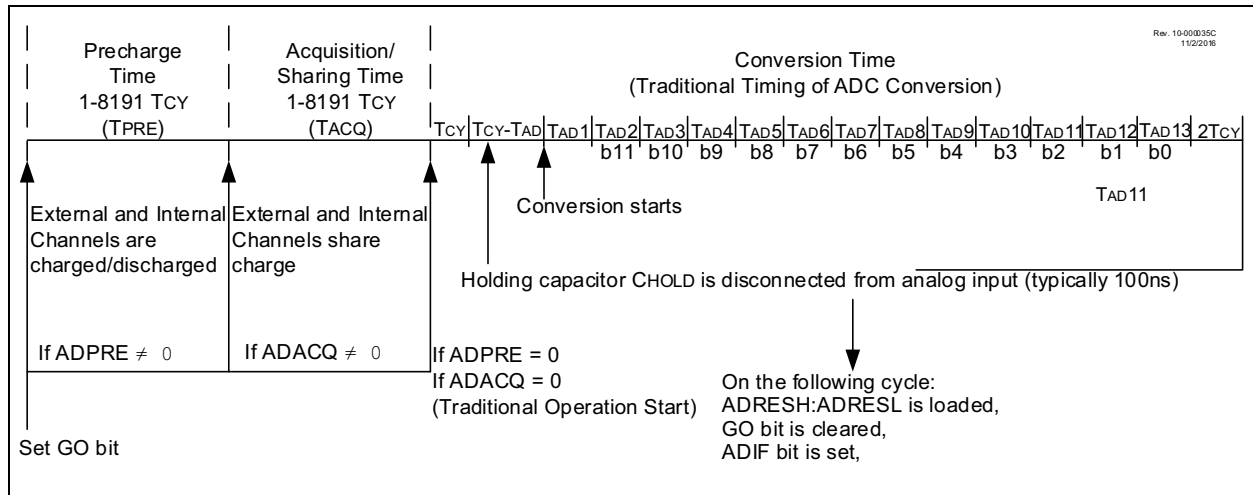 Rev. 10-000035C
11/2/2016
Precharge
Time
1-8191 TCY
(TPRE)
Acquisition/
Sharing Time
1-8191 TCY
(TACQ)
Conversion Time
(Traditional Timing of ADC Conversion)
TCY TCY-TAD TAD1 TAD2 TAD3 TAD4 TAD5 TAD6 TAD7 TAD8 TAD9 TAD10 TAD11 TAD12 TAD13 2TCY
b11 b10 b9 b8 b7 b6 b5 b4 b3 b2 b1 b0
TAD11
External and Internal
Channels are
charged/discharged
External and Internal
Channels share
charge
Conversion starts
Holding capacitor CHOLD is disconnected from analog input (typically 100ns)
If ADPRE ≠ 0
If ADACQ ≠ 0
If ADPRE = 0
If ADACQ = 0
(Traditional Operation Start)
On the following cycle:
ADRESH:ADRESL is loaded,
GO bit is cleared,
ADIF bit is set,
Set GO bit